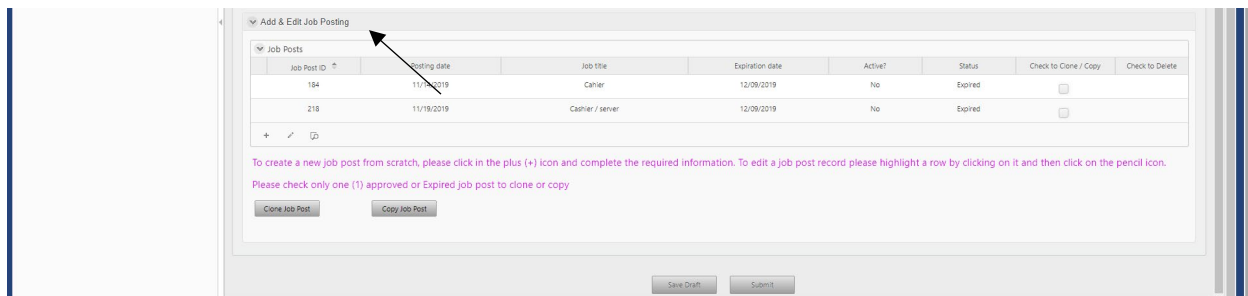 Add & Edit Job Posting
Job Posts
Job Post ID Posting date Job title Expiration date Active? Status Check to Clone / Copy Check to Delete
184 11/14/2019 Cahier 12/09/2019 No Expired
218 11/19/2019 Cashier / server 12/09/2019 No Expired
To create a new job post from scratch, please click in the plus (+) icon and complete the required information. To edit a job post record please highlight a row by clicking on it and then click on the pencil icon.
Please check only one (1) approved or Expired job post to clone or copy
Clone Job Post Copy Job Post
Save Draft Submit